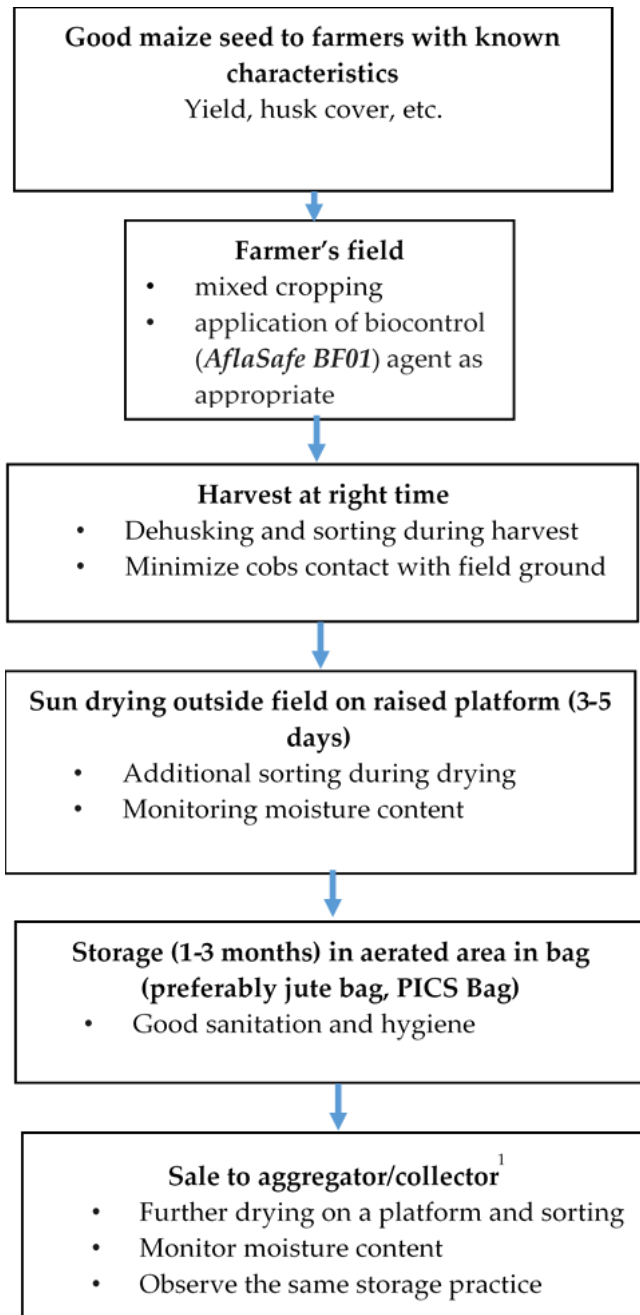 Good maize seed to farmers with known
characteristics
Yield, husk cover, etc.
Farmer’s field
• mixed cropping
• application of biocontrol
(AflaSafe BF01) agent as
appropriate
Harvest at right time
• Dehusking and sorting during harvest
• Minimize cobs contact with field ground
Sun drying outside field on raised platform (3-5
days)
• Additional sorting during drying
• Monitoring moisture content
Storage (1-3 months) in aerated area in bag
(preferably jute bag, PICS Bag)
• Good sanitation and hygiene
Sale to aggregator/collector¹
• Further drying on a platform and sorting
• Monitor moisture content
• Observe the same storage practice